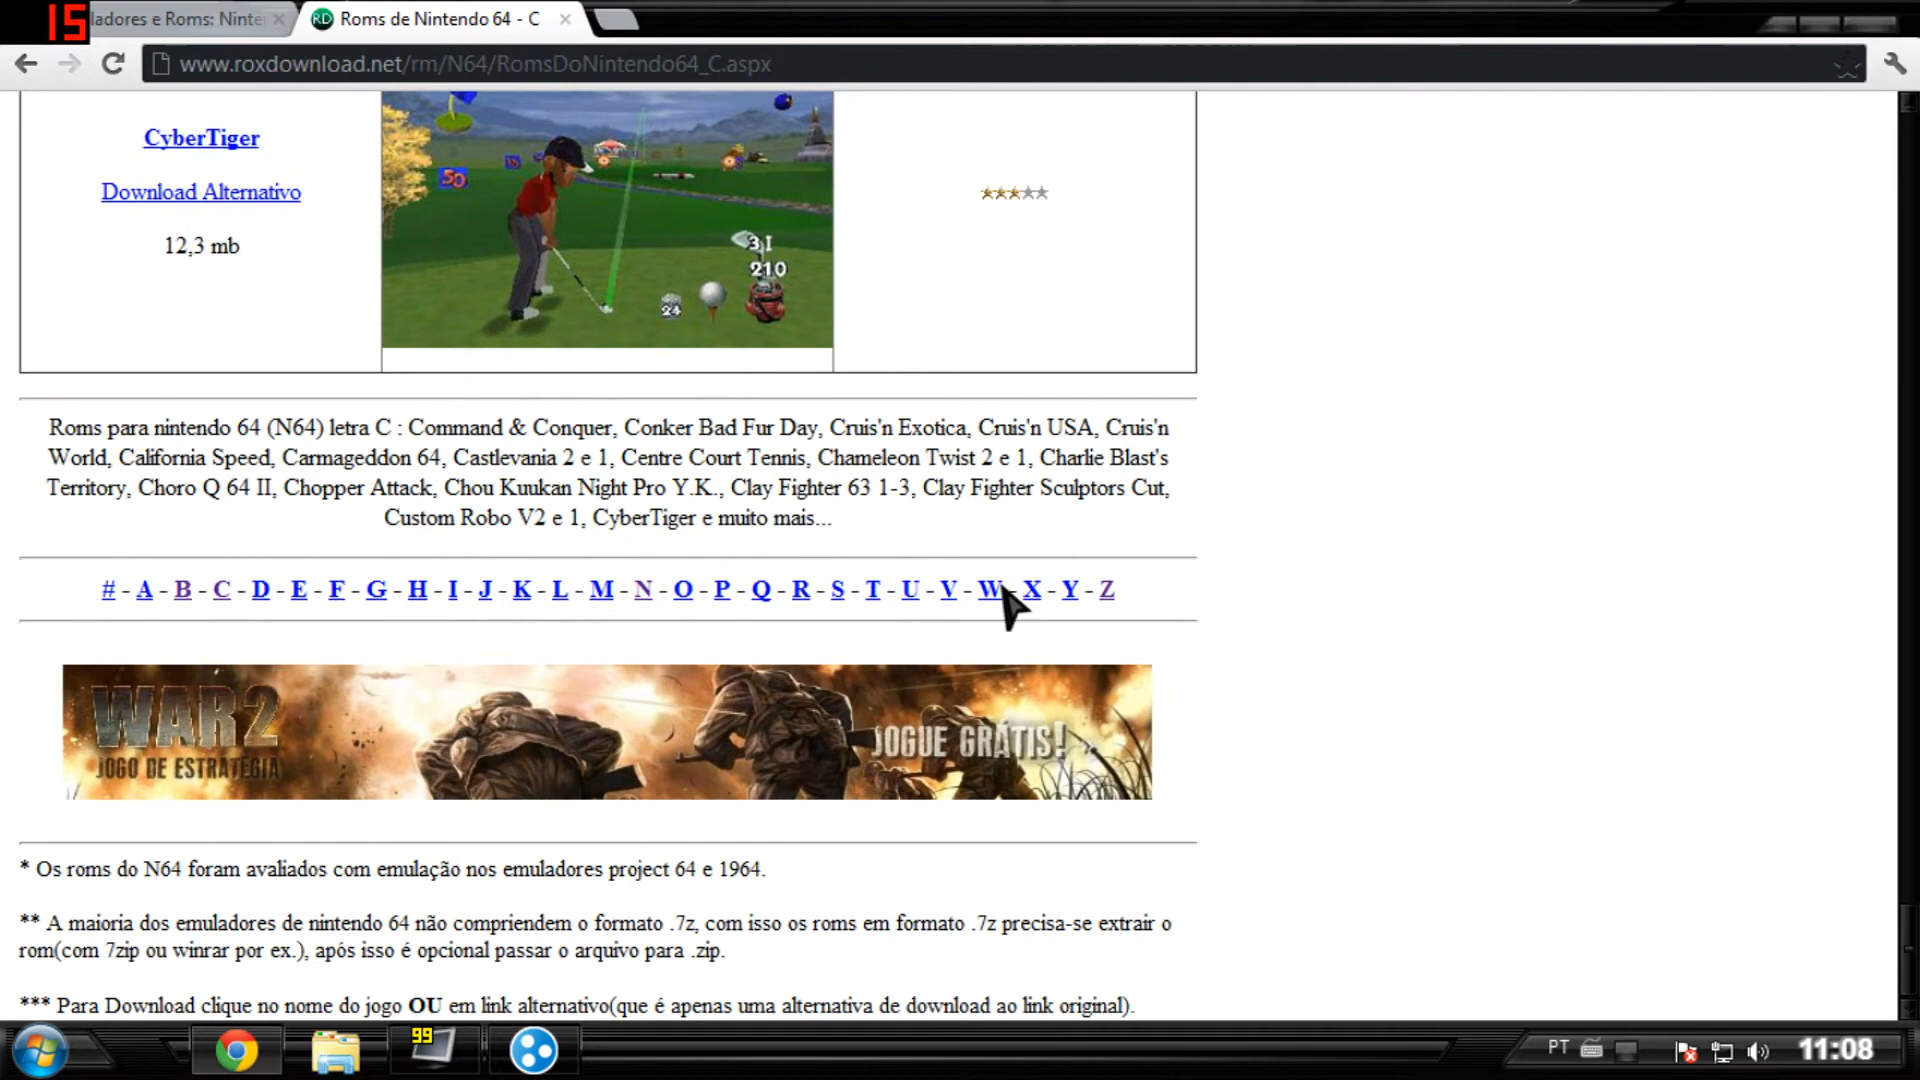 15
ladores e Roms: Ninte
RD
Roms de Nintendo 64 - C
www.roxdownload.net/rm/N64/RomsDoNintendo64_C.aspx
CyberTiger
Download Alternativo
12,3 mb
50
3 I
210
24
Roms para nintendo 64 (N64) letra C : Command & Conquer, Conker Bad Fur Day, Cruis'n Exotica, Cruis'n USA, Cruis'n
World, California Speed, Carmageddon 64, Castlevania 2 e 1, Centre Court Tennis, Chameleon Twist 2 e 1, Charlie Blast's
Territory, Choro Q 64 II, Chopper Attack, Chou Kuukan Night Pro Y.K., Clay Fighter 63 1-3, Clay Fighter Sculptors Cut,
Custom Robo V2 e 1, CyberTiger e muito mais...
# - A - B - C - D - E - F - G - H - I - J - K - L - M - N - O - P - Q - R - S - T - U - V - W - X - Y - Z
WAR2
JOGO DE ESTRATÉGIA
JOGUE GRÁTIS! »
* Os roms do N64 foram avaliados com emulação nos emuladores project 64 e 1964.
** A maioria dos emuladores de nintendo 64 não compriendem o formato .7z, com isso os roms em formato .7z precisa-se extrair o
rom(com 7zip ou winrar por ex.), após isso é opcional passar o arquivo para .zip.
*** Para Download clique no nome do jogo OU em link alternativo(que é apenas uma alternativa de download ao link original).
99
PT
11:08